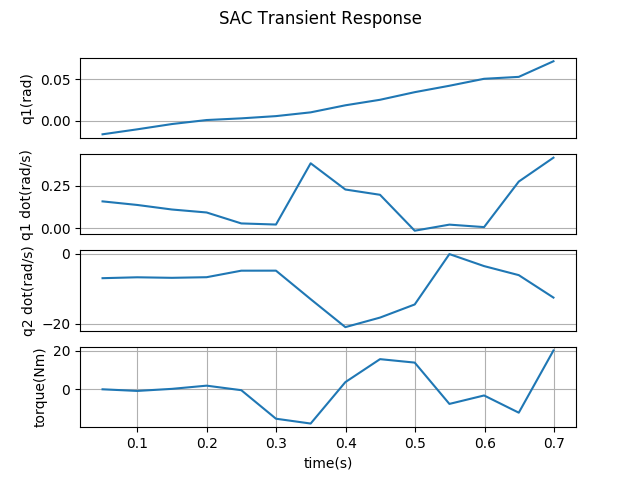 SAC Transient Response
q1(rad)
0.05
0.00
q1 dot(rad/s)
0.25
0.00
q2 dot(rad/s)
0
−20
torque(Nm)
20
0
0.1 0.2 0.3 0.4 0.5 0.6 0.7
time(s)